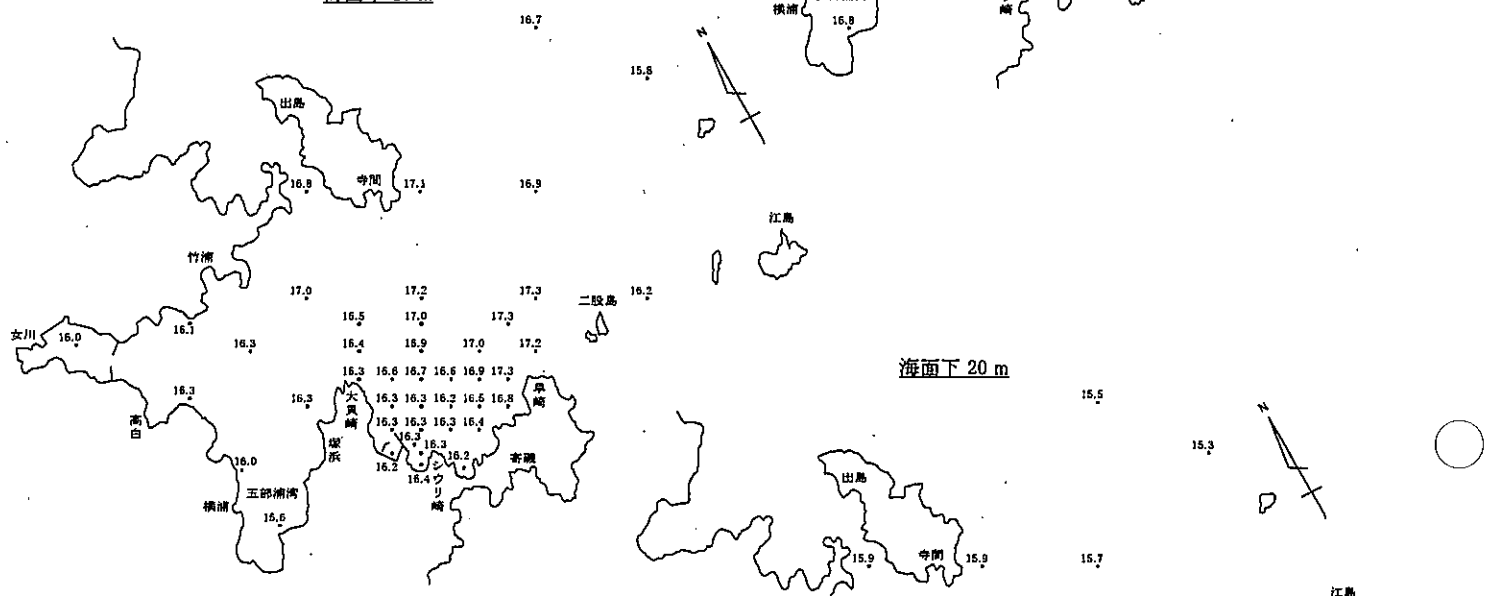 16.7
横浦
16.8
崎
N
15.8
出島
寺間
16.8
17.1
16.9
江島
竹浦
17.0
17.2
17.3
二股島
16.2
女川
16.0
16.1
16.5
17.0
17.3
16.3
16.4
16.9
17.0
17.2
海面下 20 m
16.3
16.6
16.7
16.6
16.9
17.3
早崎
16.3
高白
16.3
大貝崎
16.3
16.3
16.2
16.5
16.8
15.5
N
塚浜
16.3
16.3
16.3
16.4
16.3
16.3
15.3
16.2
16.4
シウリ崎
16.2
寄磯
16.0
横浦
五部浦湾
15.6
出島
寺間
15.9
15.9
15.7
江島